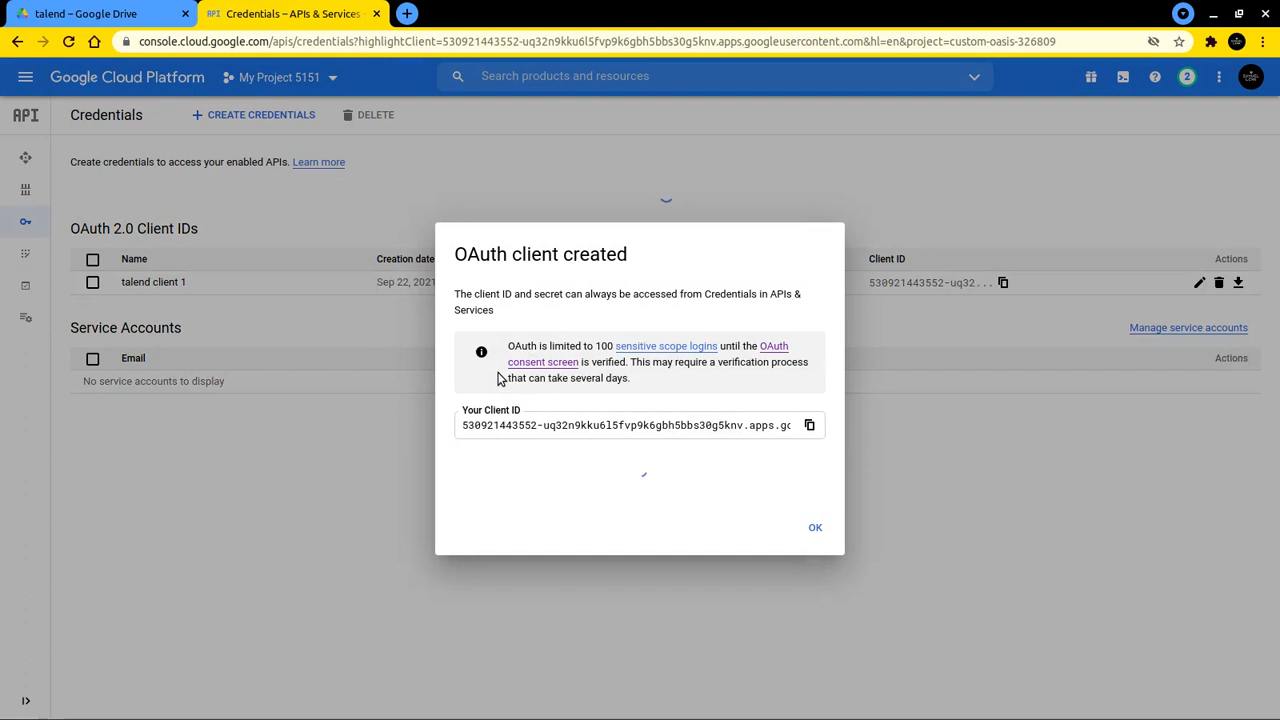 talend – Google Drive
API Credentials – APIs & Services
console.cloud.google.com/apis/credentials?highlightClient=530921443552-uq32n9kku6l5fvp9k6gbh5bbs30g5knv.apps.googleusercontent.com&hl=en&project=custom-oasis-326809
Google Cloud Platform
My Project 5151
Search products and resources
2
API
Credentials
CREATE CREDENTIALS
DELETE
Create credentials to access your enabled APIs. Learn more
OAuth 2.0 Client IDs
Name
Creation date
Client ID
Actions
talend client 1
Sep 22, 2021
530921443552-uq32...
Service Accounts
Manage service accounts
Email
Actions
No service accounts to display
OAuth client created
The client ID and secret can always be accessed from Credentials in APIs &
Services
OAuth is limited to 100 sensitive scope logins until the OAuth
consent screen is verified. This may require a verification process
that can take several days.
Your Client ID
530921443552-uq32n9kku6l5fvp9k6gbh5bbs30g5knv.apps.gc
OK